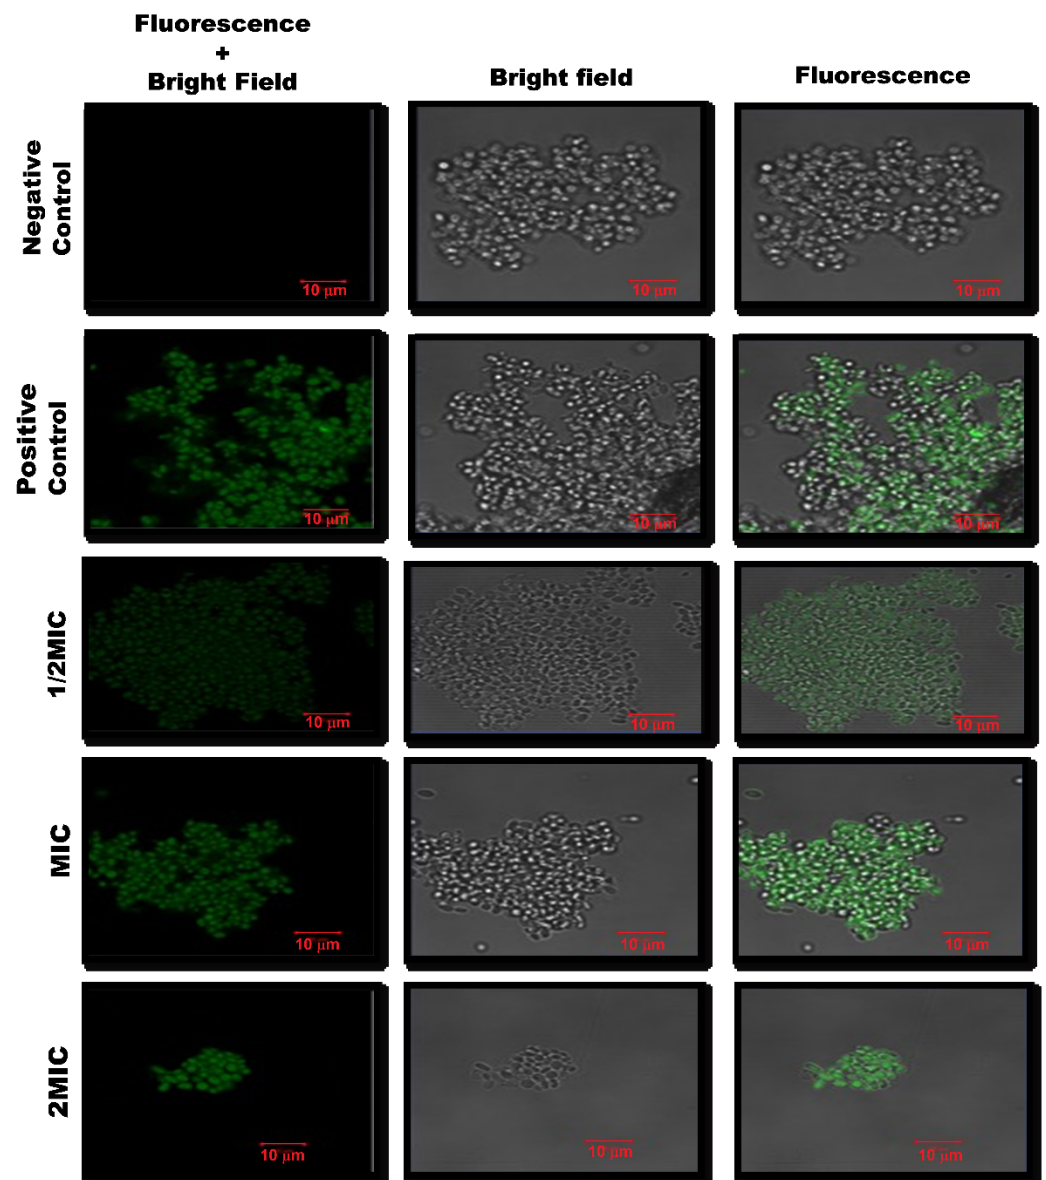 Fluorescence
+
Bright Field
Bright field
Fluorescence
Negative
Control
10 μm
10 μm
10 μm
Positive
Control
10 μm
10 μm
10 μm
1/2MIC
10 μm
10 μm
10 μm
MIC
10 μm
10 μm
10 μm
2MIC
10 μm
10 μm
10 μm